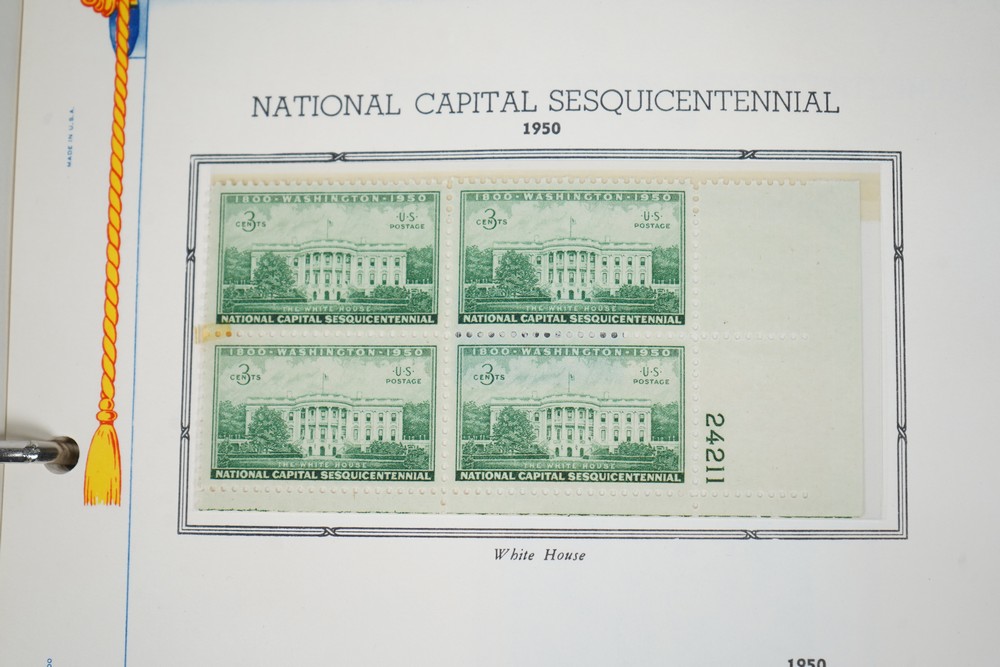 MADE IN U.S.A.
NATIONAL CAPITAL SESQUICENTENNIAL
1950
1800·WASHINGTON·1950
3 CENTS
·U·S·
POSTAGE
THE WHITE HOUSE
NATIONAL CAPITAL SESQUICENTENNIAL
1800·WASHINGTON·1950
3 CENTS
·U·S·
POSTAGE
THE WHITE HOUSE
NATIONAL CAPITAL SESQUICENTENNIAL
1800·WASHINGTON·1950
3 CENTS
·U·S·
POSTAGE
THE WHITE HOUSE
NATIONAL CAPITAL SESQUICENTENNIAL
1800·WASHINGTON·1950
3 CENTS
·U·S·
POSTAGE
THE WHITE HOUSE
NATIONAL CAPITAL SESQUICENTENNIAL
24211
White House
1950